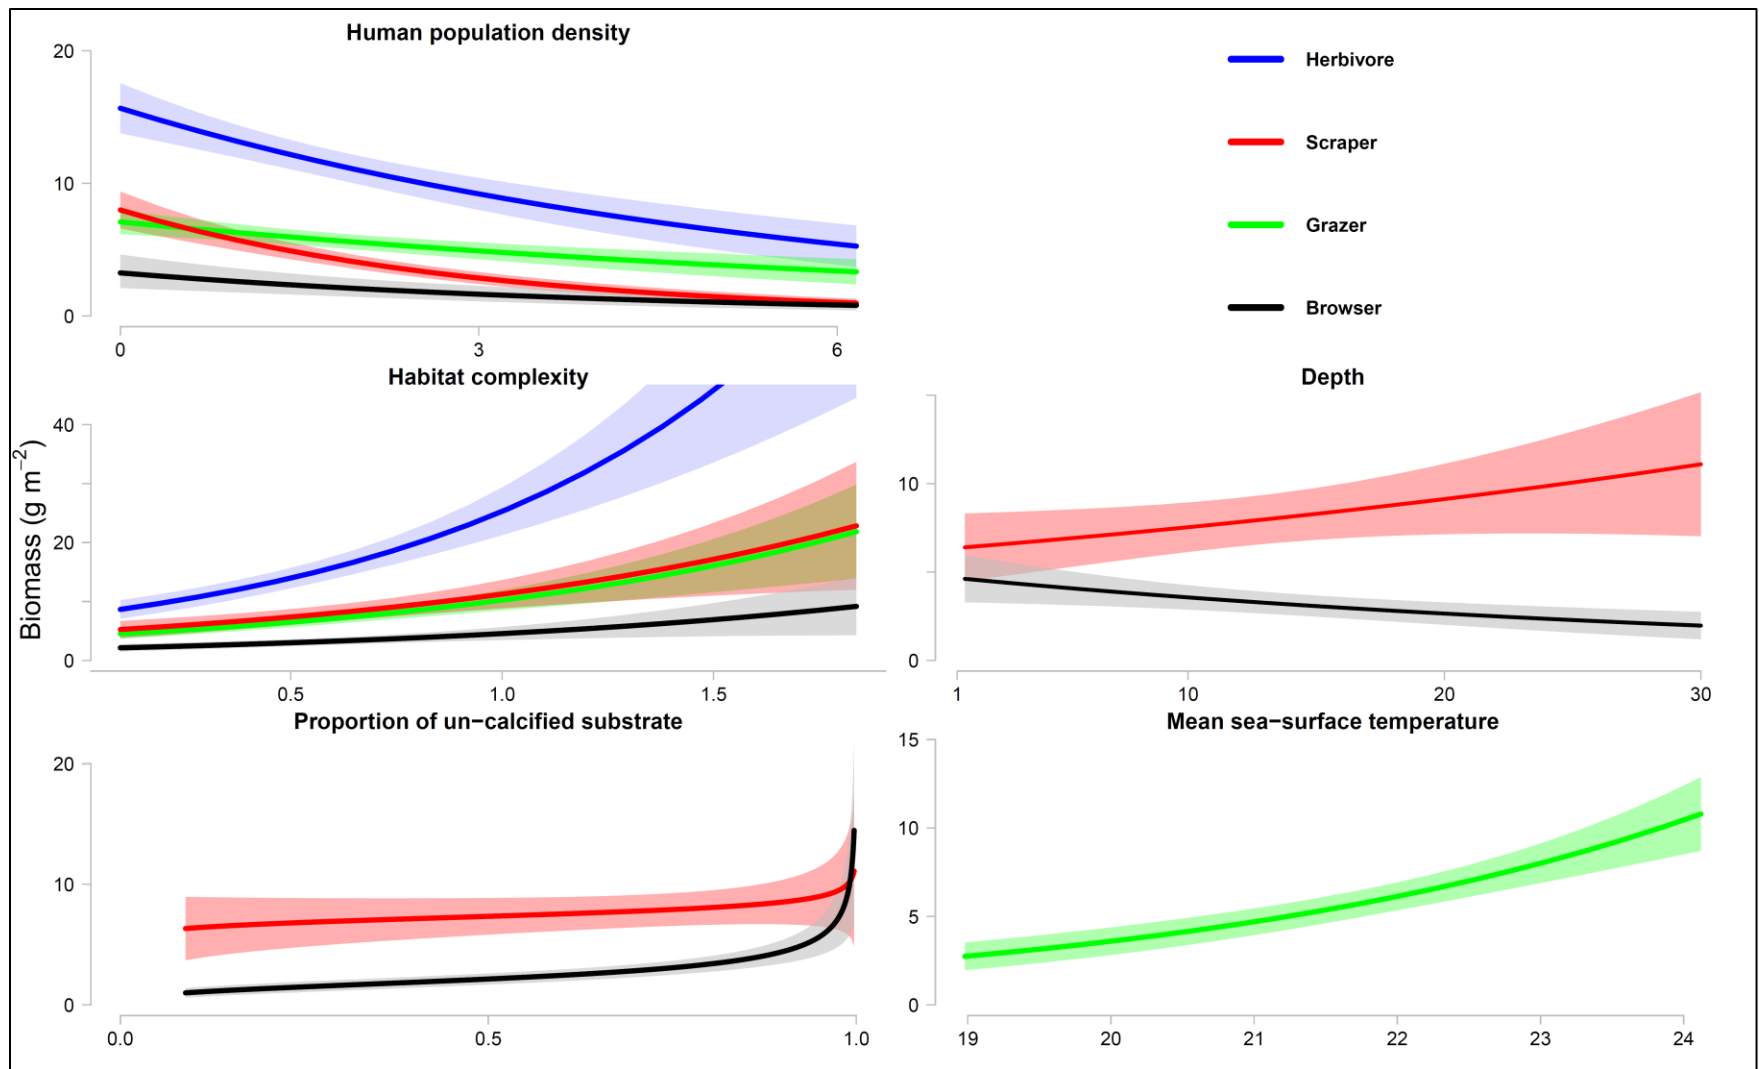 Human population density
20
10
0
0 3 6
Herbivore
Scraper
Grazer
Browser
Biomass (g m−2)
Habitat complexity
40
20
0
0.5 1.0 1.5
Depth
10
0
1 10 20 30
Proportion of un−calcified substrate
20
10
0
0.0 0.5 1.0
Mean sea−surface temperature
15
10
5
0
19 20 21 22 23 24